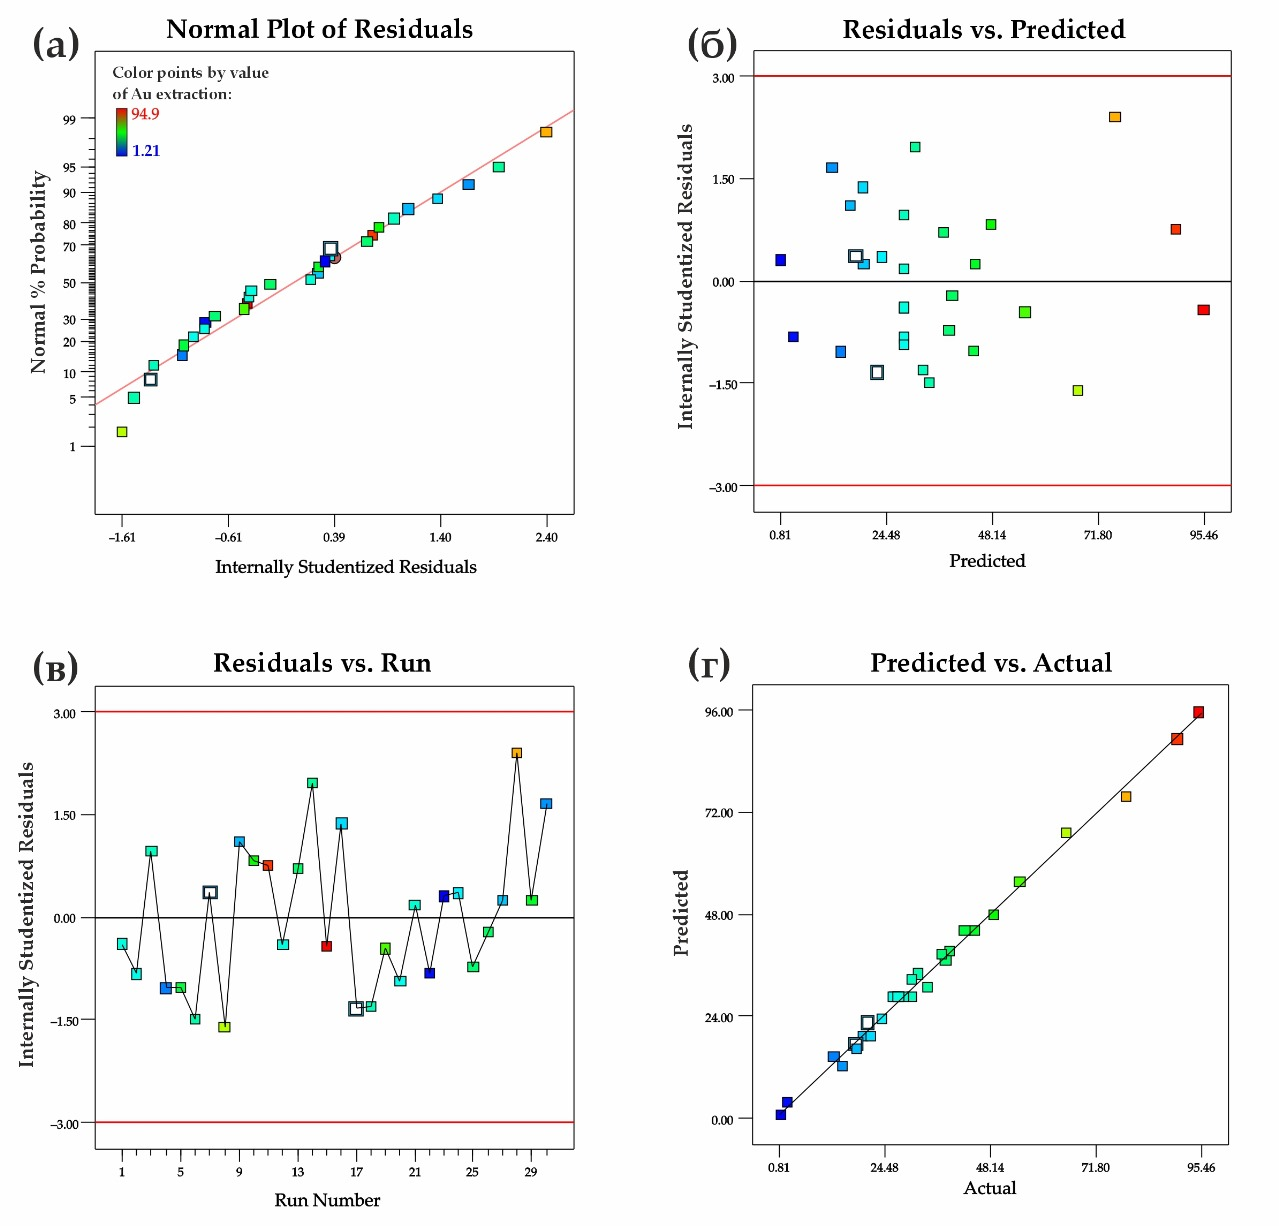 (а)
Normal Plot of Residuals
Color points by value
of Au extraction:
94.9
1.21
Normal % Probability
99
95
90
80
70
50
30
20
10
5
1
−1.61
−0.61
0.39
1.40
2.40
Internally Studentized Residuals
(б)
Residuals vs. Predicted
Internally Studentized Residuals
3.00
1.50
0.00
−1.50
−3.00
0.81
24.48
48.14
71.80
95.46
Predicted
(в)
Residuals vs. Run
Internally Studentized Residuals
3.00
1.50
0.00
−1.50
−3.00
1
5
9
13
17
21
25
29
Run Number
(г)
Predicted vs. Actual
Predicted
96.00
72.00
48.00
24.00
0.00
0.81
24.48
48.14
71.80
95.46
Actual